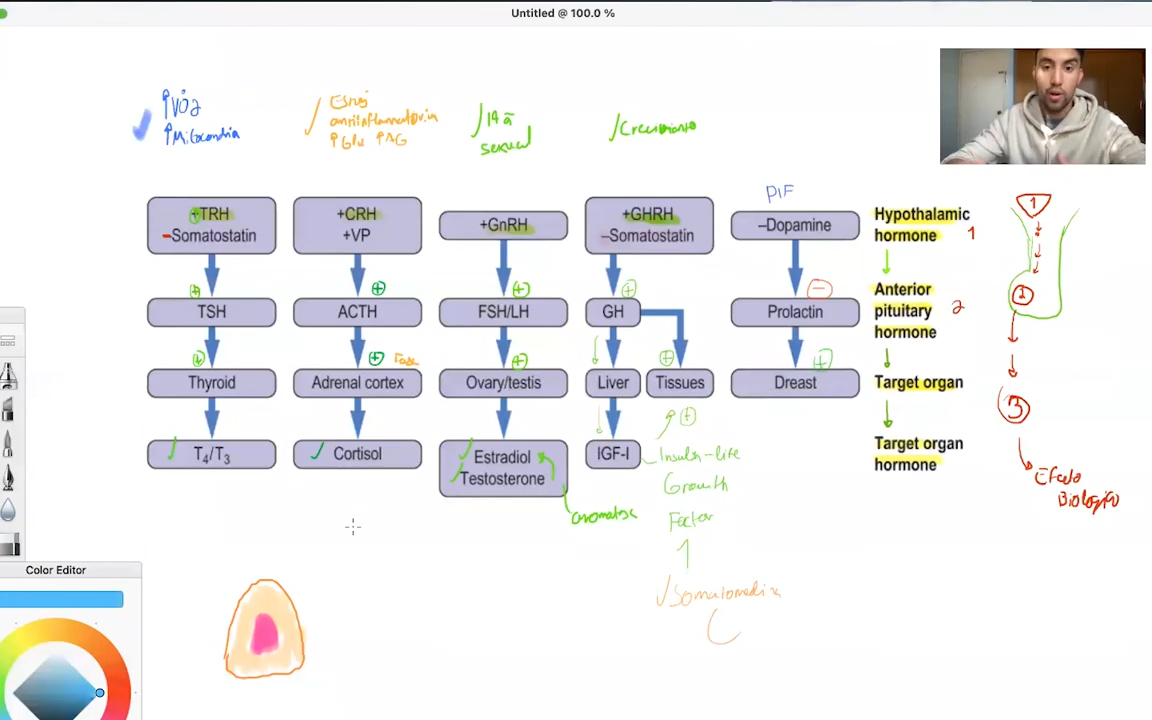 Untitled @ 100.0 %
↑VO2
↑Mitocondria
Estrés
antiinflamatoria
↑Glu ↑AG
sexual
Crecimiento
PIF
+TRH
–Somatostatin
+CRH
+VP
+GnRH
+GHRH
–Somatostatin
–Dopamine
Hypothalamic
hormone 1
1
TSH
ACTH
FSH/LH
GH
Prolactin
Anterior
pituitary 2
hormone
2
Thyroid
Adrenal cortex
Ovary/testis
Liver
Tissues
Dreast
Target organ
3
T4/T3
Cortisol
Estradiol
Testosterone
IGF-I
Target organ
hormone
aromatasa
Insulin-like
Growth
Factor
Somatomedina
C
Efecto
Biológico
Color Editor